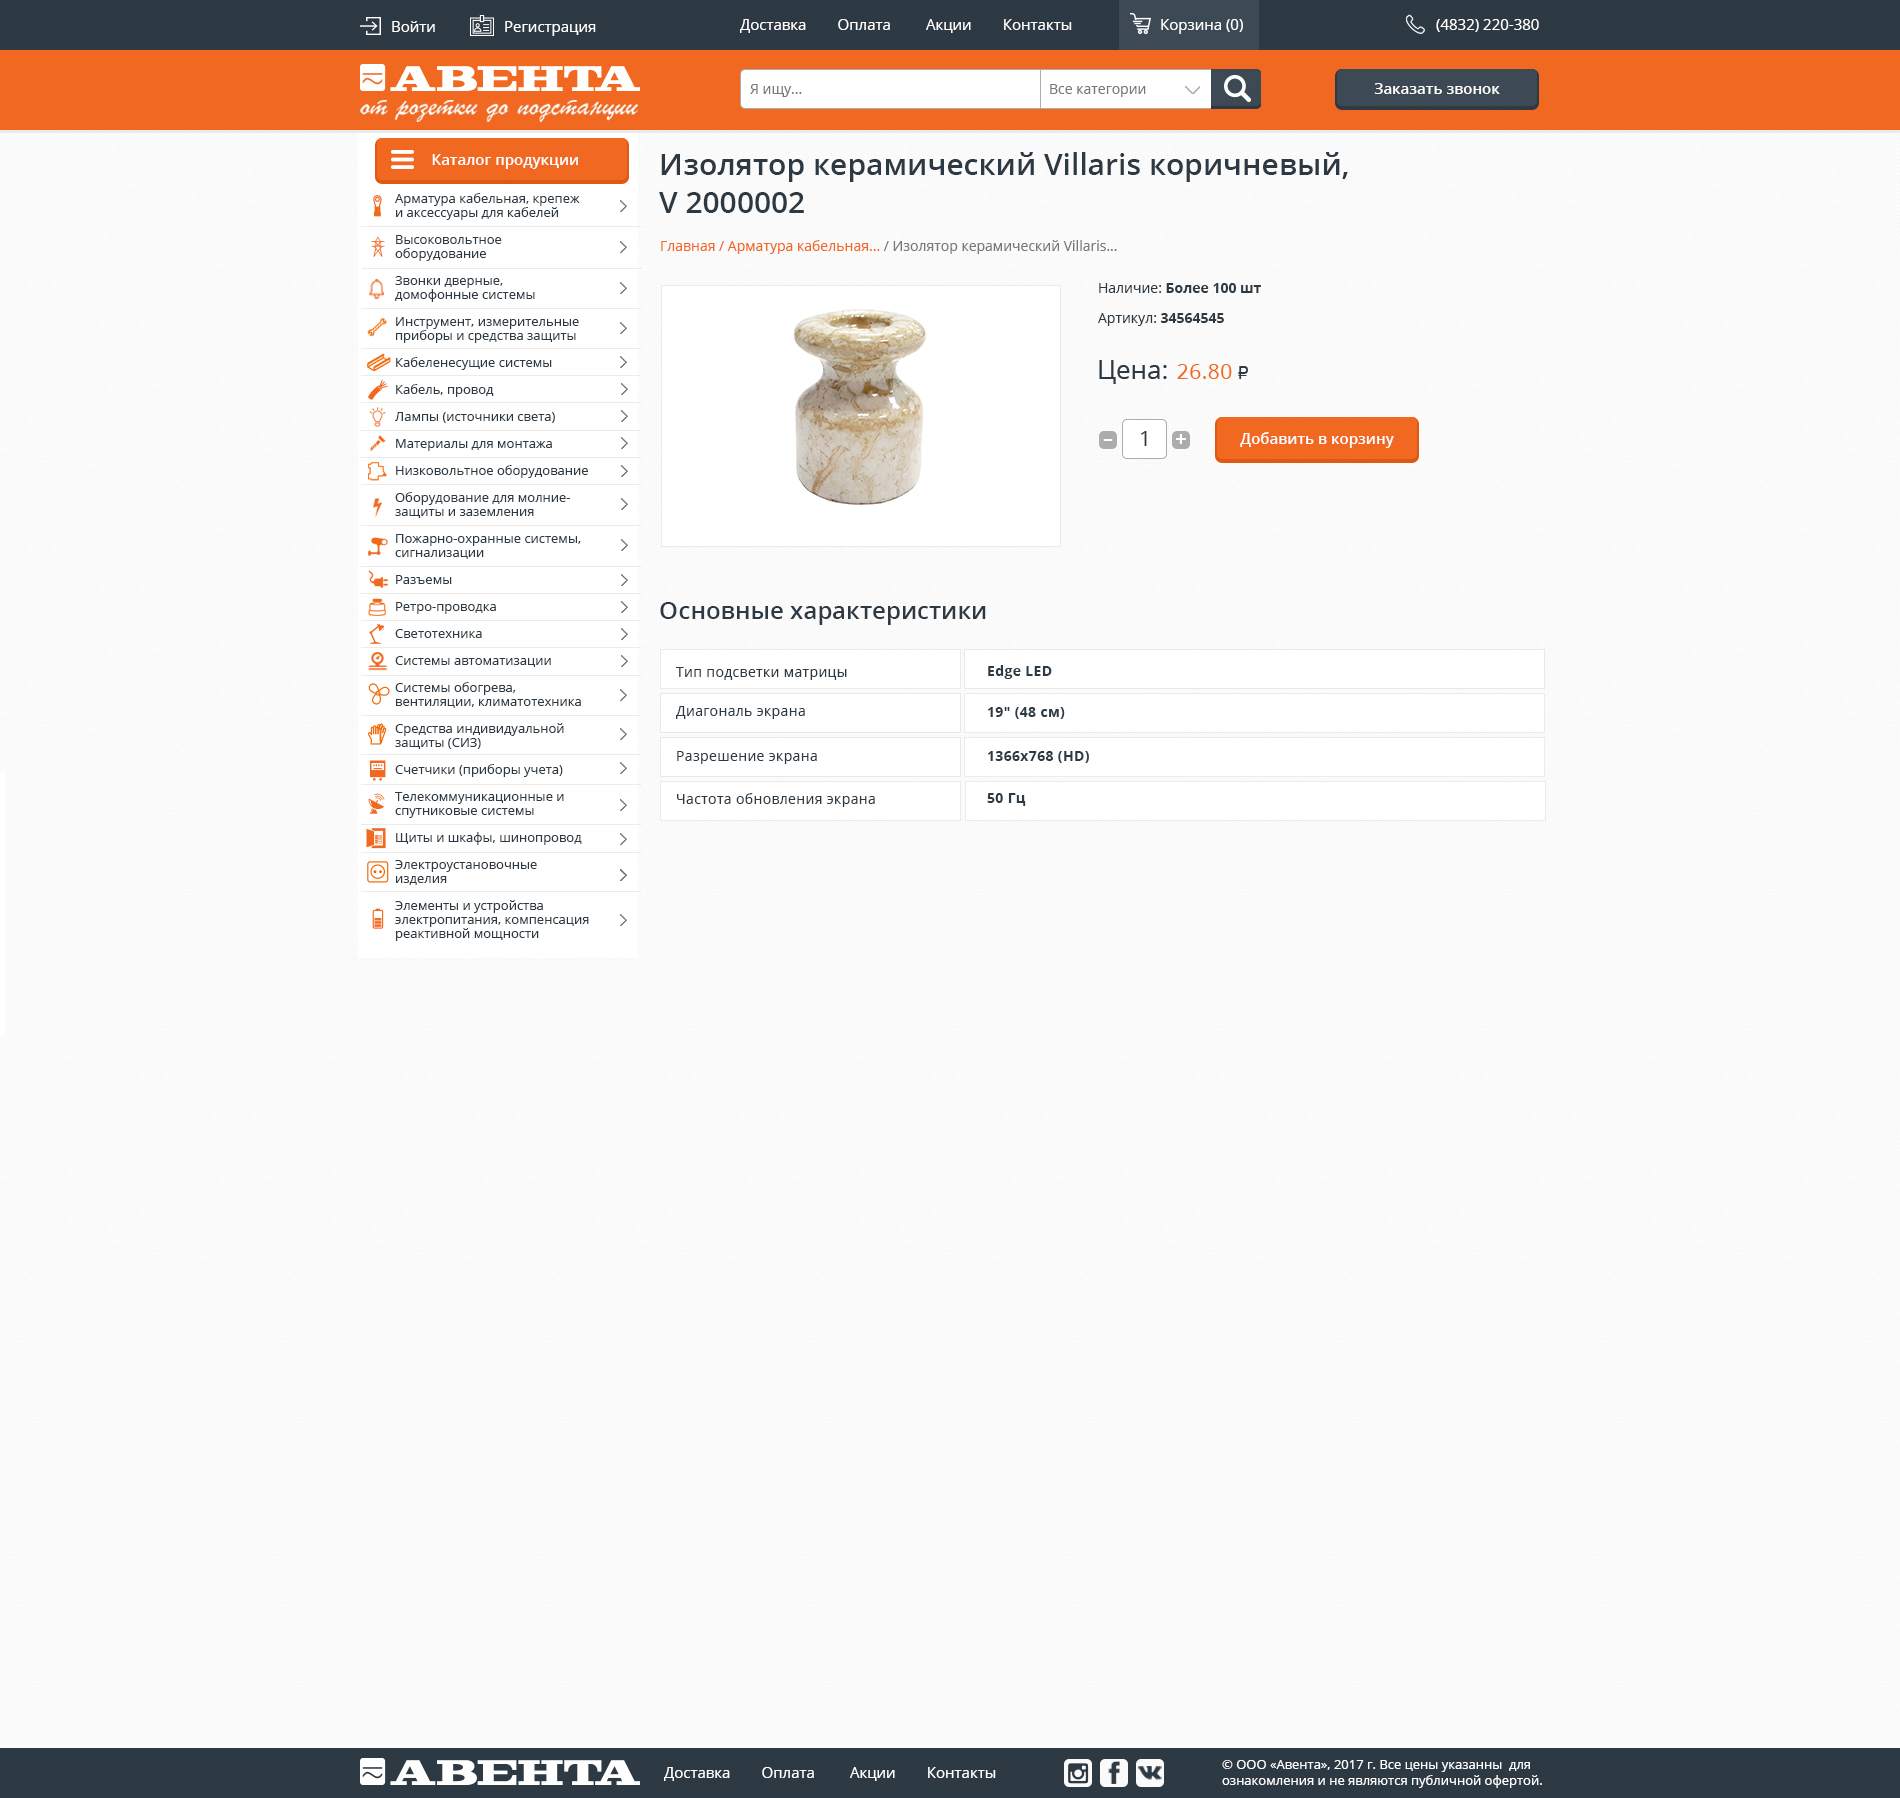 Войти
Регистрация
Доставка
Оплата
Акции
Контакты
Корзина (0)
(4832) 220-380
АВЕНТА
от розетки до подстанции
Я ищу...
Все категории
Заказать звонок
Каталог продукции
Арматура кабельная, крепеж
и аксессуары для кабелей
Высоковольтное
оборудование
Звонки дверные,
домофонные системы
Инструмент, измерительные
приборы и средства защиты
Кабеленесущие системы
Кабель, провод
Лампы (источники света)
Материалы для монтажа
Низковольтное оборудование
Оборудование для молние-
защиты и заземления
Пожарно-охранные системы,
сигнализации
Разъемы
Ретро-проводка
Светотехника
Системы автоматизации
Системы обогрева,
вентиляции, климатотехника
Средства индивидуальной
защиты (СИЗ)
Счетчики (приборы учета)
Телекоммуникационные и
спутниковые системы
Щиты и шкафы, шинопровод
Электроустановочные
изделия
Элементы и устройства
электропитания, компенсация
реактивной мощности
Изолятор керамический Villaris коричневый,
V 2000002
Главная / Арматура кабельная... / Изолятор керамический Villaris...
Наличие: Более 100 шт
Артикул: 34564545
Цена: 26.80 ₽
– 1 +
Добавить в корзину
Основные характеристики
Тип подсветки матрицы
Edge LED
Диагональ экрана
19" (48 см)
Разрешение экрана
1366x768 (HD)
Частота обновления экрана
50 Гц
АВЕНТА
Доставка
Оплата
Акции
Контакты
© ООО «Авента», 2017 г. Все цены указанны для
ознакомления и не являются публичной офертой.